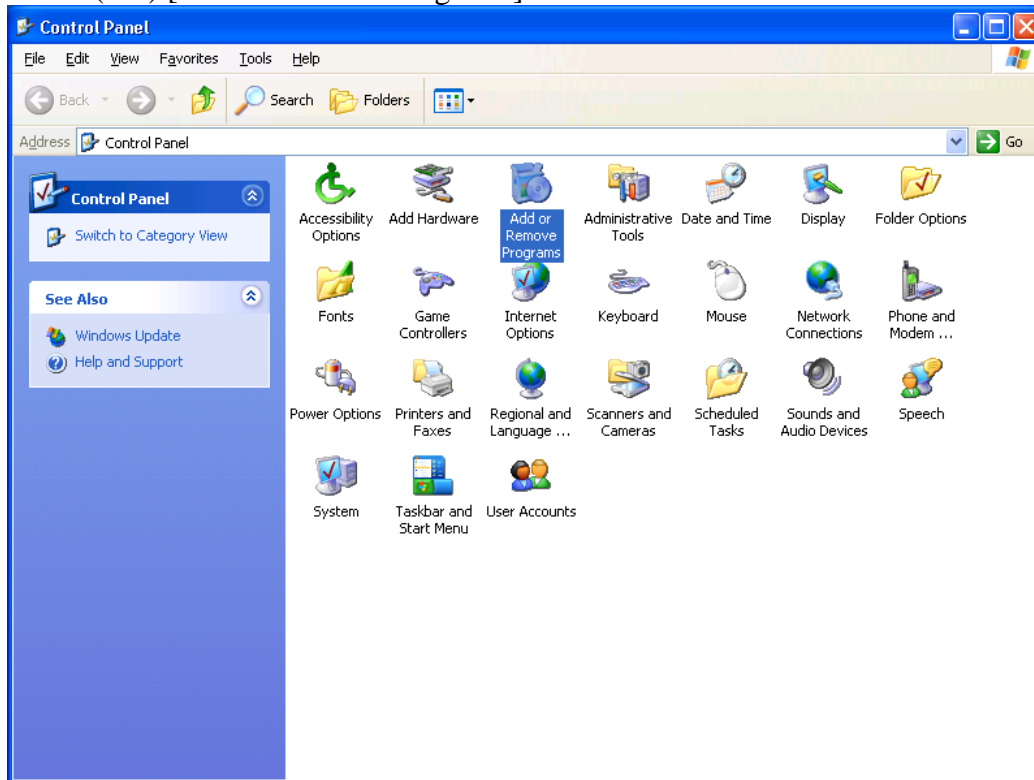 Control Panel
File Edit View Favorites Tools Help
Back Search Folders
Address Control Panel Go
Control Panel
Switch to Category View
See Also
Windows Update
Help and Support
Accessibility Add Hardware Add or Administrative Date and Time Display Folder Options
Options Remove Tools
Programs
Fonts Game Internet Keyboard Mouse Network Phone and
Controllers Options Connections Modem ...
Power Options Printers and Regional and Scanners and Scheduled Sounds and Speech
Faxes Language ... Cameras Tasks Audio Devices
System Taskbar and User Accounts
Start Menu